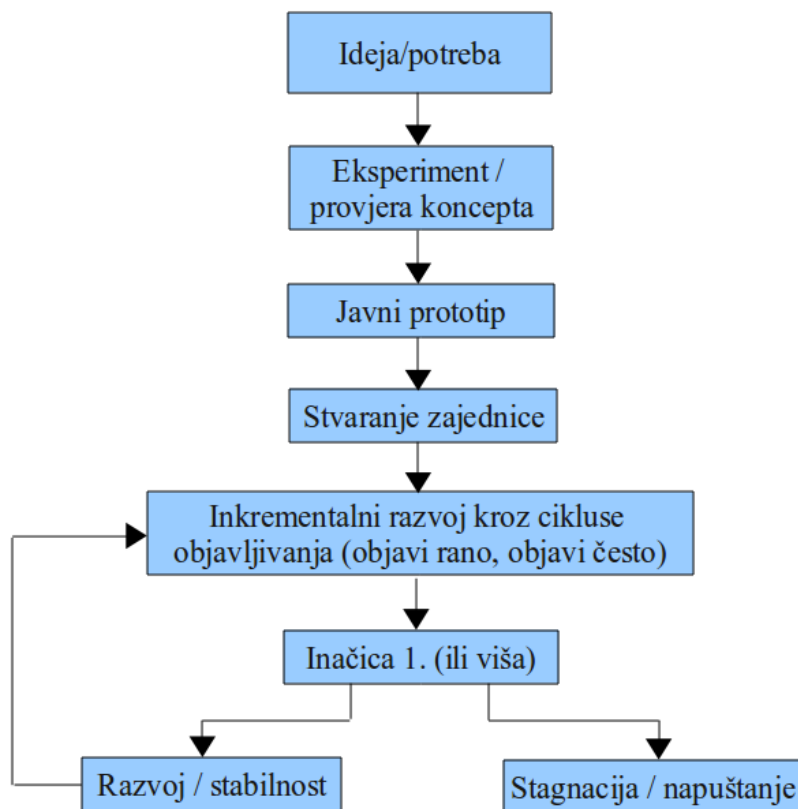 Ideja/potreba
Eksperiment /
provjera koncepta
Javni prototip
Stvaranje zajednice
Inkrementalni razvoj kroz cikluse
objavljivanja (objavi rano, objavi često)
Inačica 1. (ili viša)
Razvoj / stabilnost
Stagnacija / napuštanje